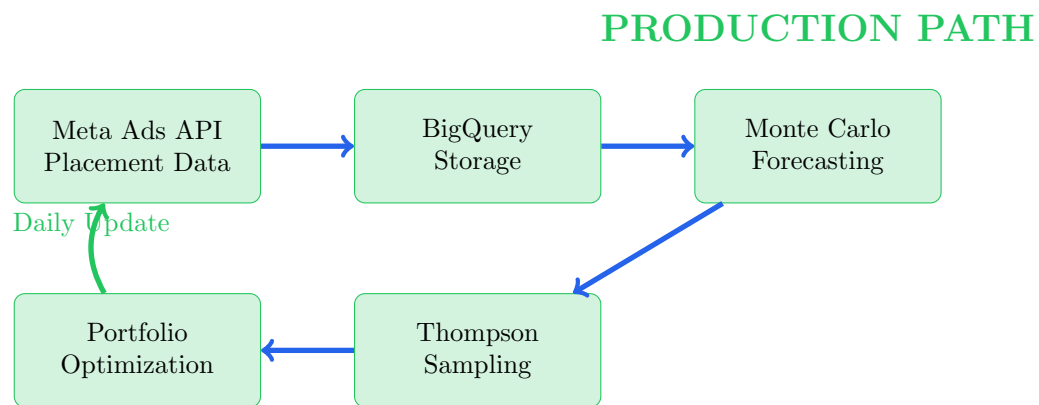 PRODUCTION PATH
Meta Ads API
Placement Data
BigQuery
Storage
Monte Carlo
Forecasting
Daily Update
Portfolio
Optimization
Thompson
Sampling